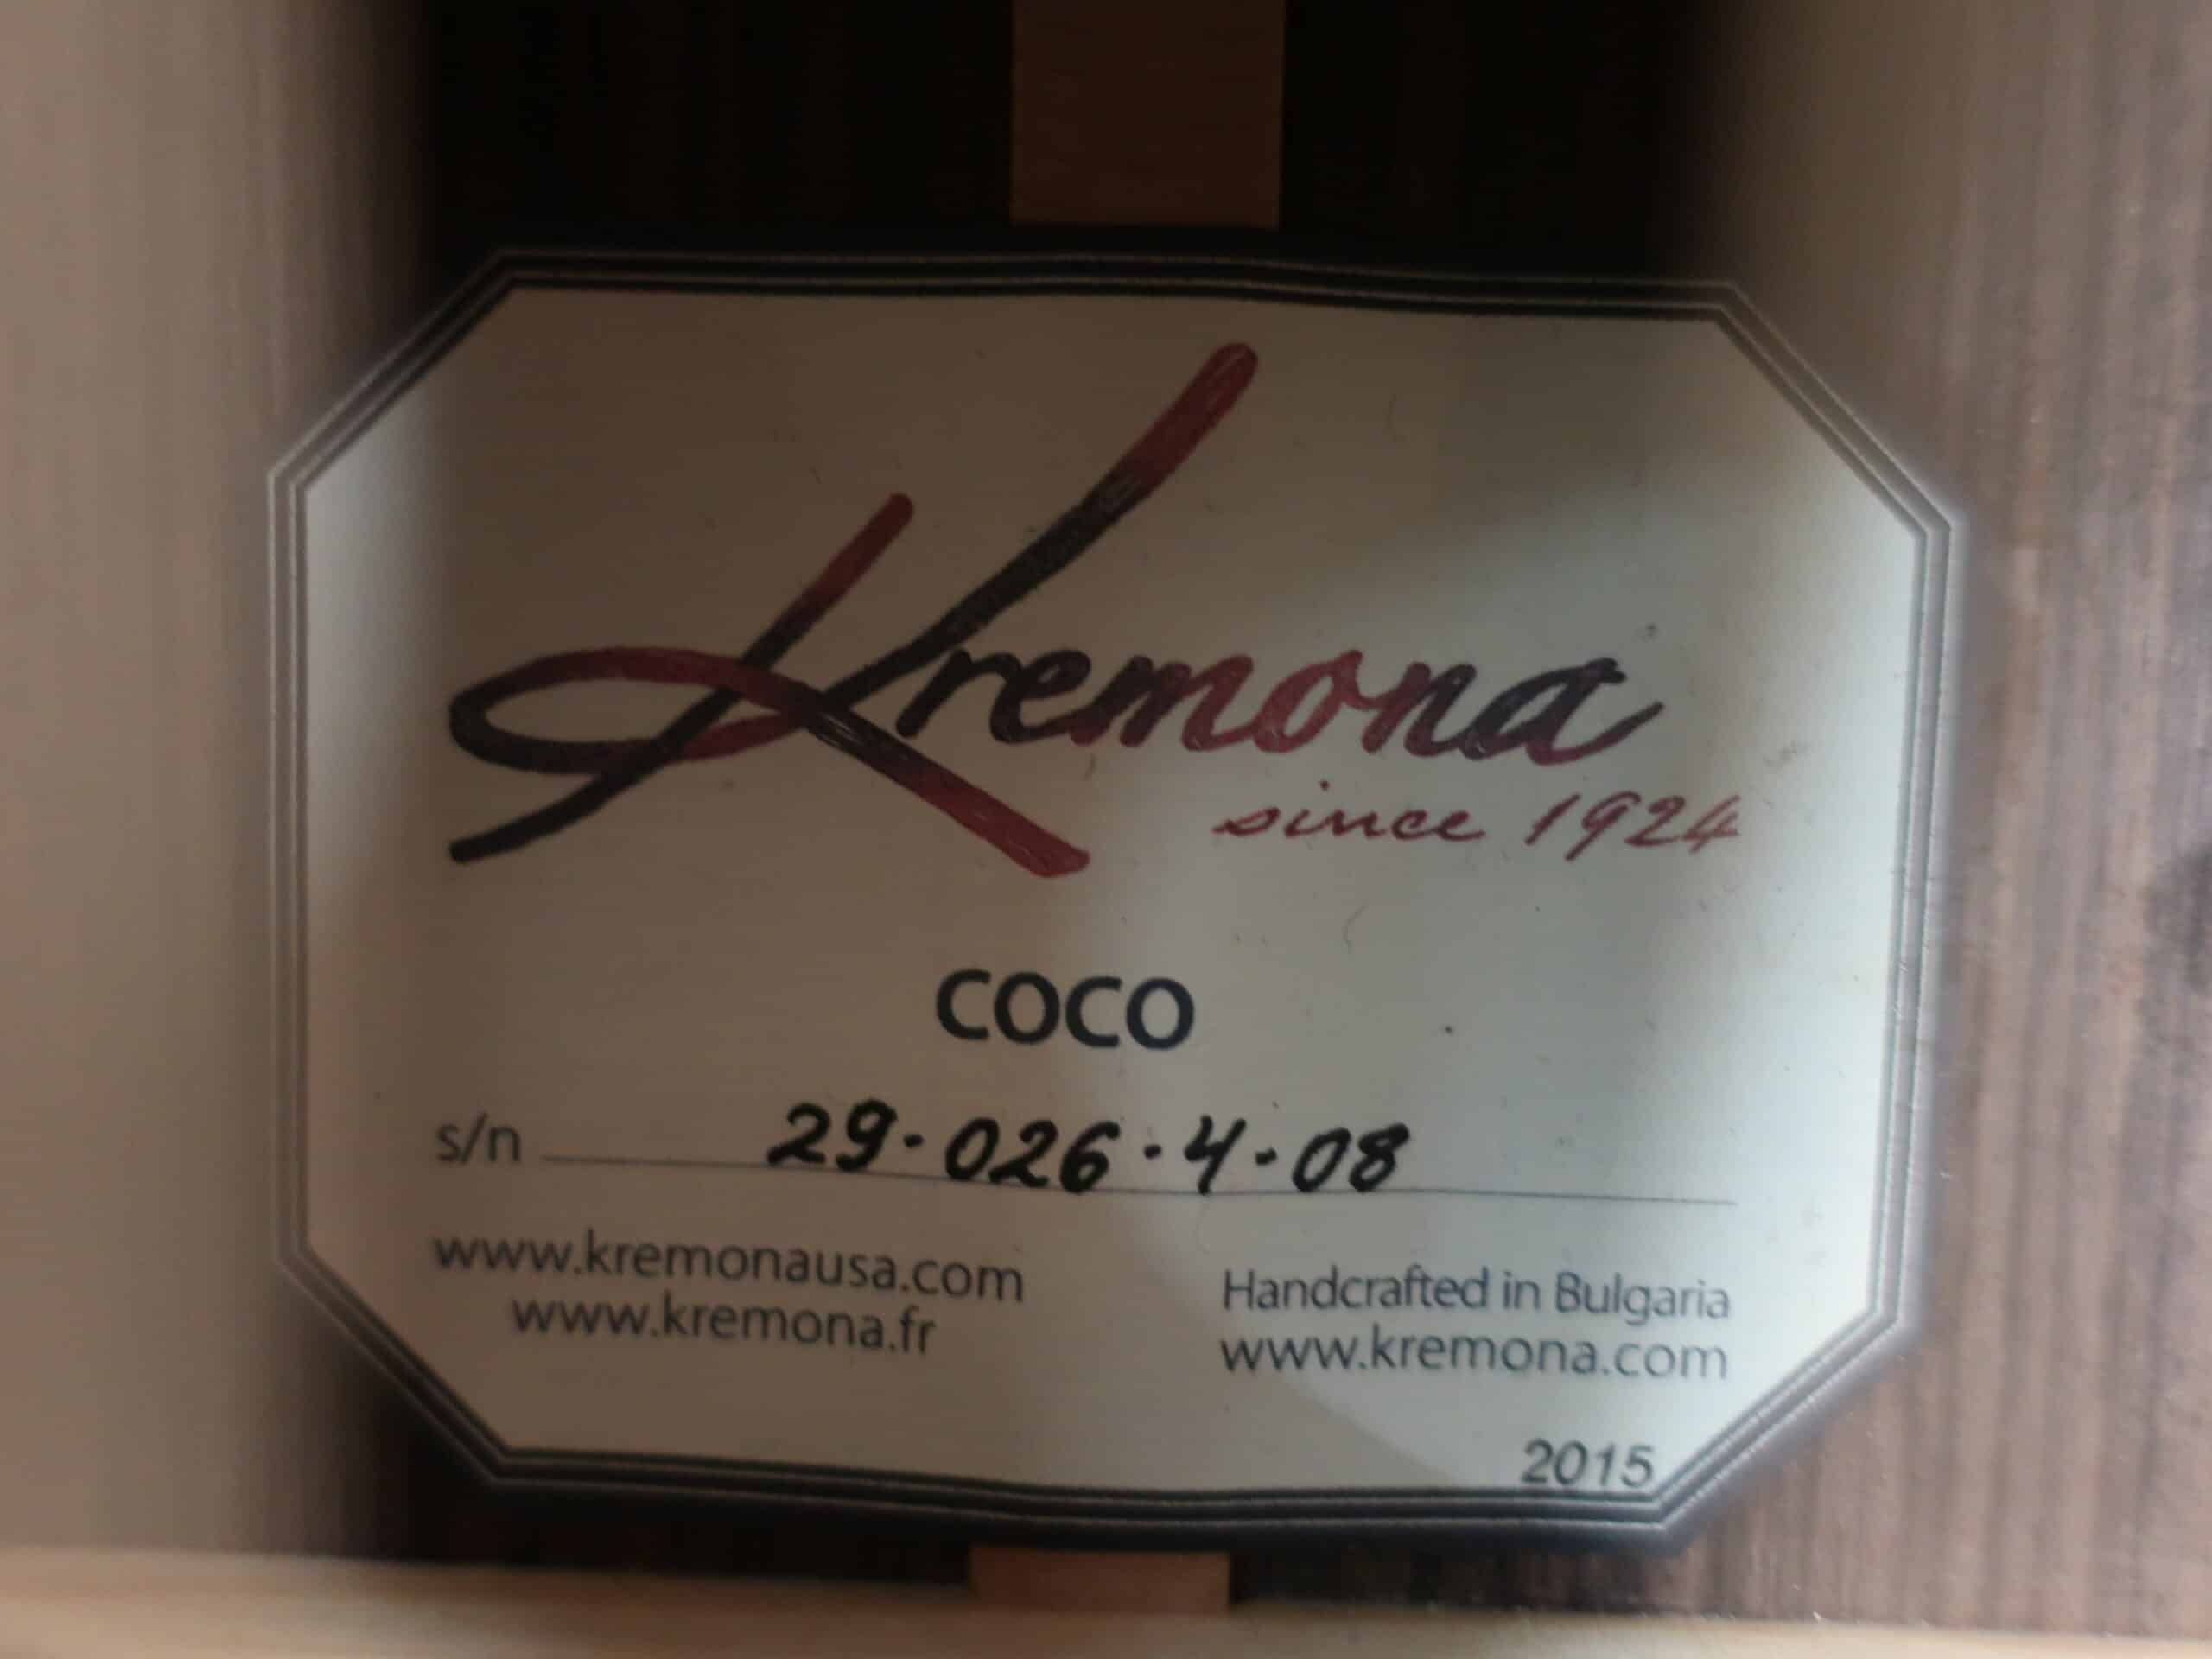 Kremona
since 1924
COCO
s/n 29·026·4·08
www.kremonausa.com
www.kremona.fr
Handcrafted in Bulgaria
www.kremona.com
2015